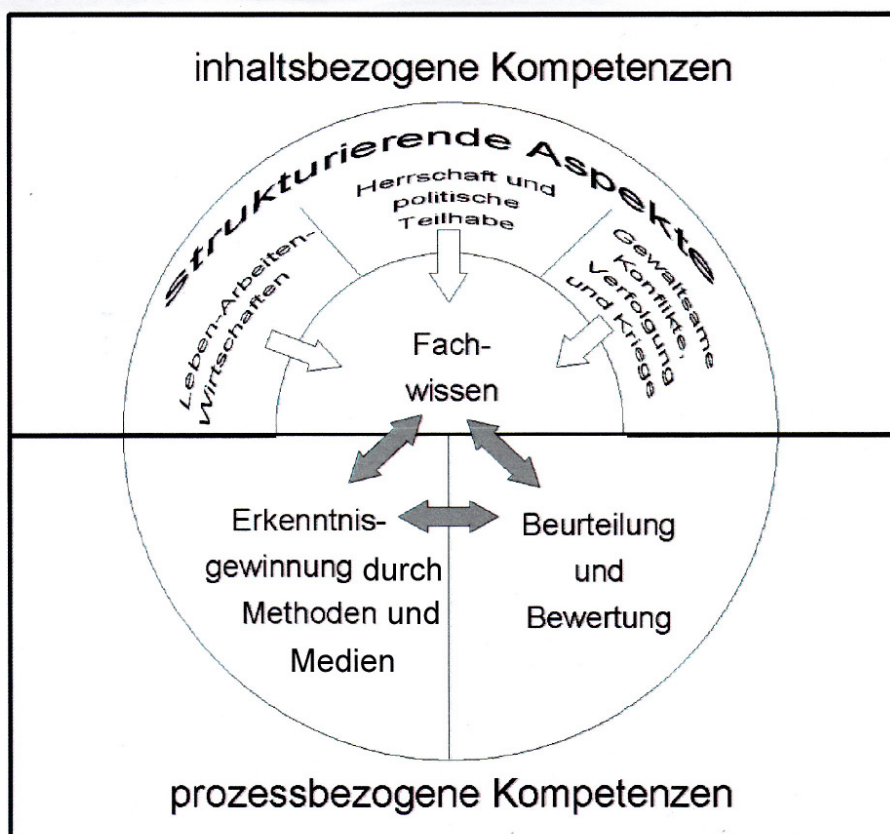 inhaltsbezogene Kompetenzen
Strukturierende Aspekte
Leben-Arbeiten-
Wirtschaften
Herrschaft und
politische
Teilhabe
Gewaltsame
Konflikte,
Verfolgung
und Kriege
Fach-
wissen
Erkenntnis-
gewinnung durch
Methoden und
Medien
Beurteilung
und
Bewertung
prozessbezogene Kompetenzen